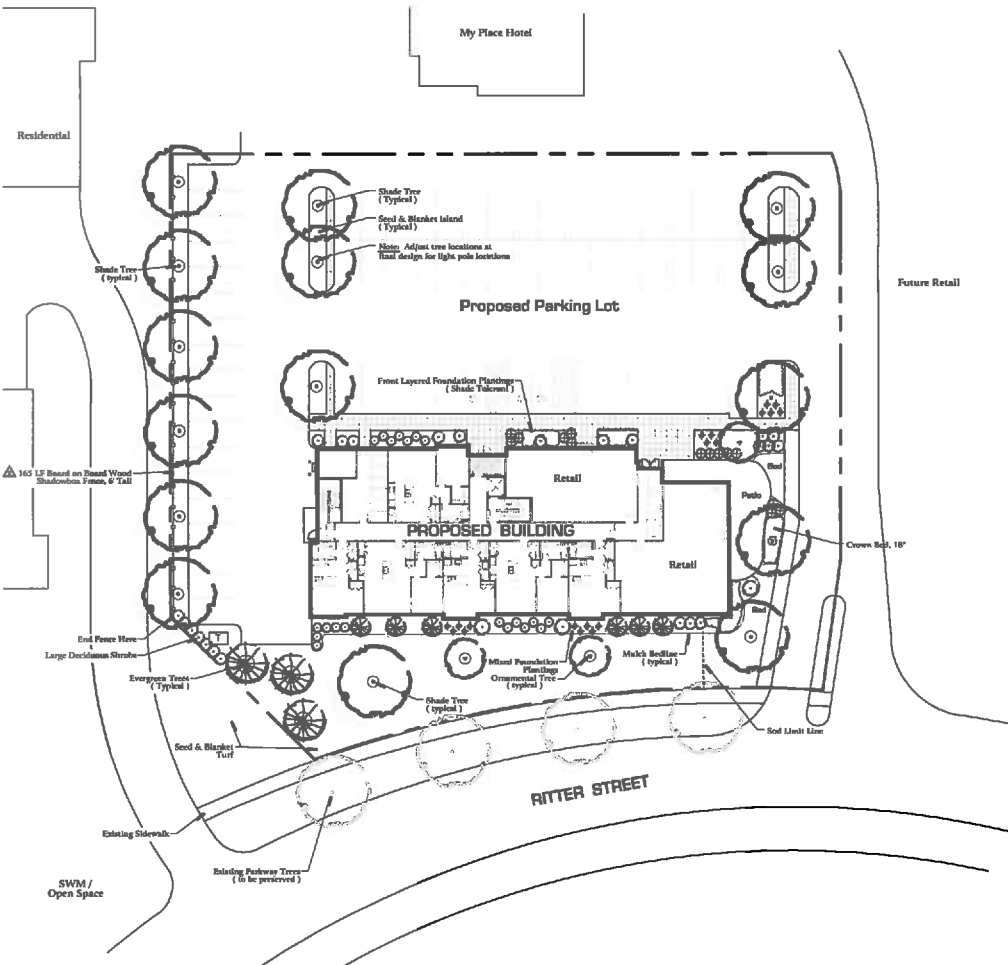 My Place Hotel
Residential
Shade Tree
( Typical )
Seed & Blanket Island
( Typical )
Note: Adjust tree locations at
final design for light pole locations
Shade Tree
( typical )
Future Retail
Proposed Parking Lot
Front Layered Foundation Plantings
( Shade Tolerant )
165 LF Board on Board Wood
Shadowbox Fence, 6' Tall
Retail
Bed
Patio
PROPOSED BUILDING
Crown Bed, 18"
Retail
Bed
End Fence Here
T
Large Deciduous Shrubs
Evergreen Trees
( Typical )
Mixed Foundation
Plantings
Ornamental Tree
( typical )
Mulch Bedline
( typical )
Shade Tree
( typical )
Sod Limit Line
Seed & Blanket
Turf
RITTER STREET
Existing Sidewalk
Existing Parkway Trees
( to be preserved )
SWM /
Open Space